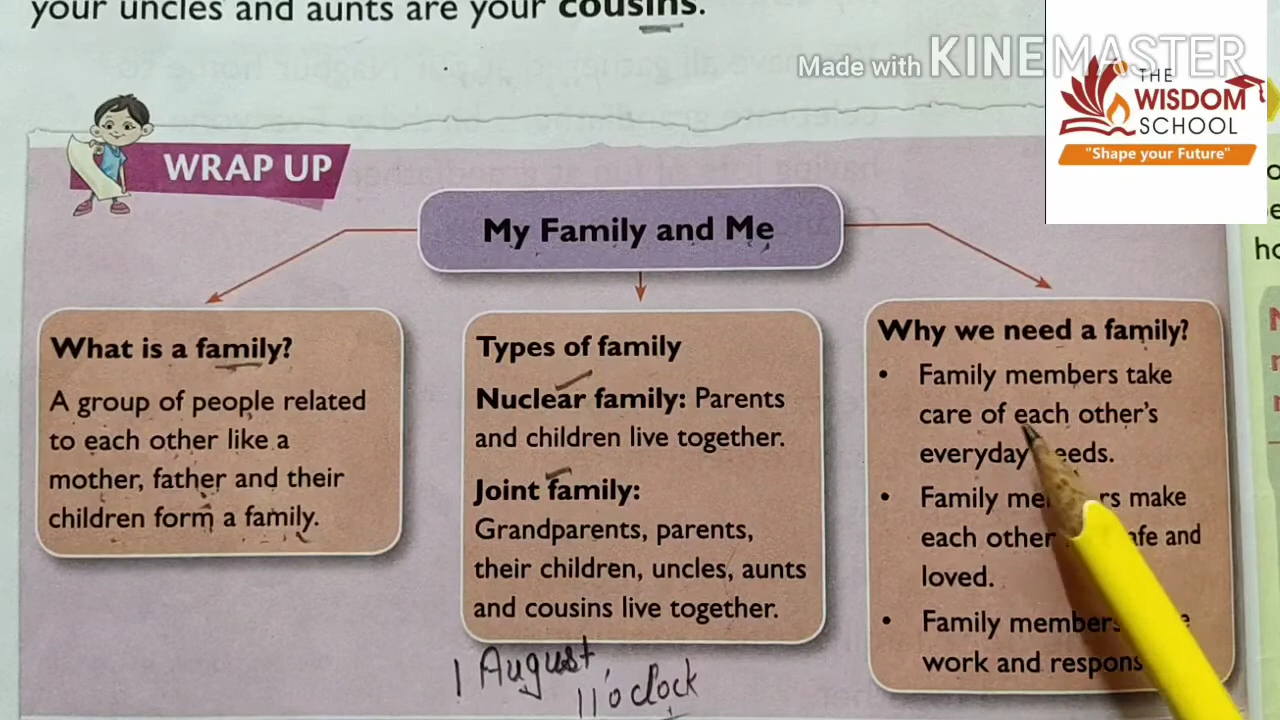 your uncles and aunts are your cousins.
Made with KINEMASTER
THE
WISDOM
SCHOOL
"Shape your Future"
WRAP UP
My Family and Me
What is a family?
A group of people related
to each other like a
mother, father and their
children form a family.
Types of family
Nuclear family: Parents
and children live together.
Joint family:
Grandparents, parents,
their children, uncles, aunts
and cousins live together.
Why we need a family?
• Family members take
care of each other's
everyday
• Family make
each other and
loved.
• Family
work and
1 August
11 o'clock